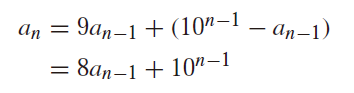 aₙ = 9aₙ₋₁ + (10ⁿ⁻¹ − aₙ₋₁)
= 8aₙ₋₁ + 10ⁿ⁻¹